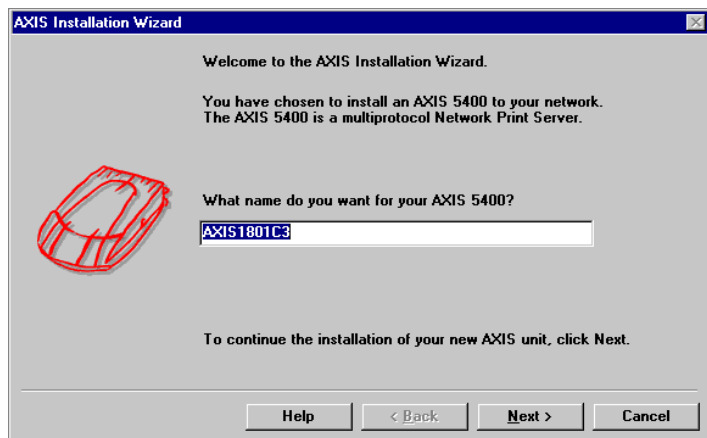 AXIS Installation Wizard
Welcome to the AXIS Installation Wizard.
You have chosen to install an AXIS 5400 to your network.
The AXIS 5400 is a multiprotocol Network Print Server.
What name do you want for your AXIS 5400?
AXIS1801C3
To continue the installation of your new AXIS unit, click Next.
Help < Back Next > Cancel